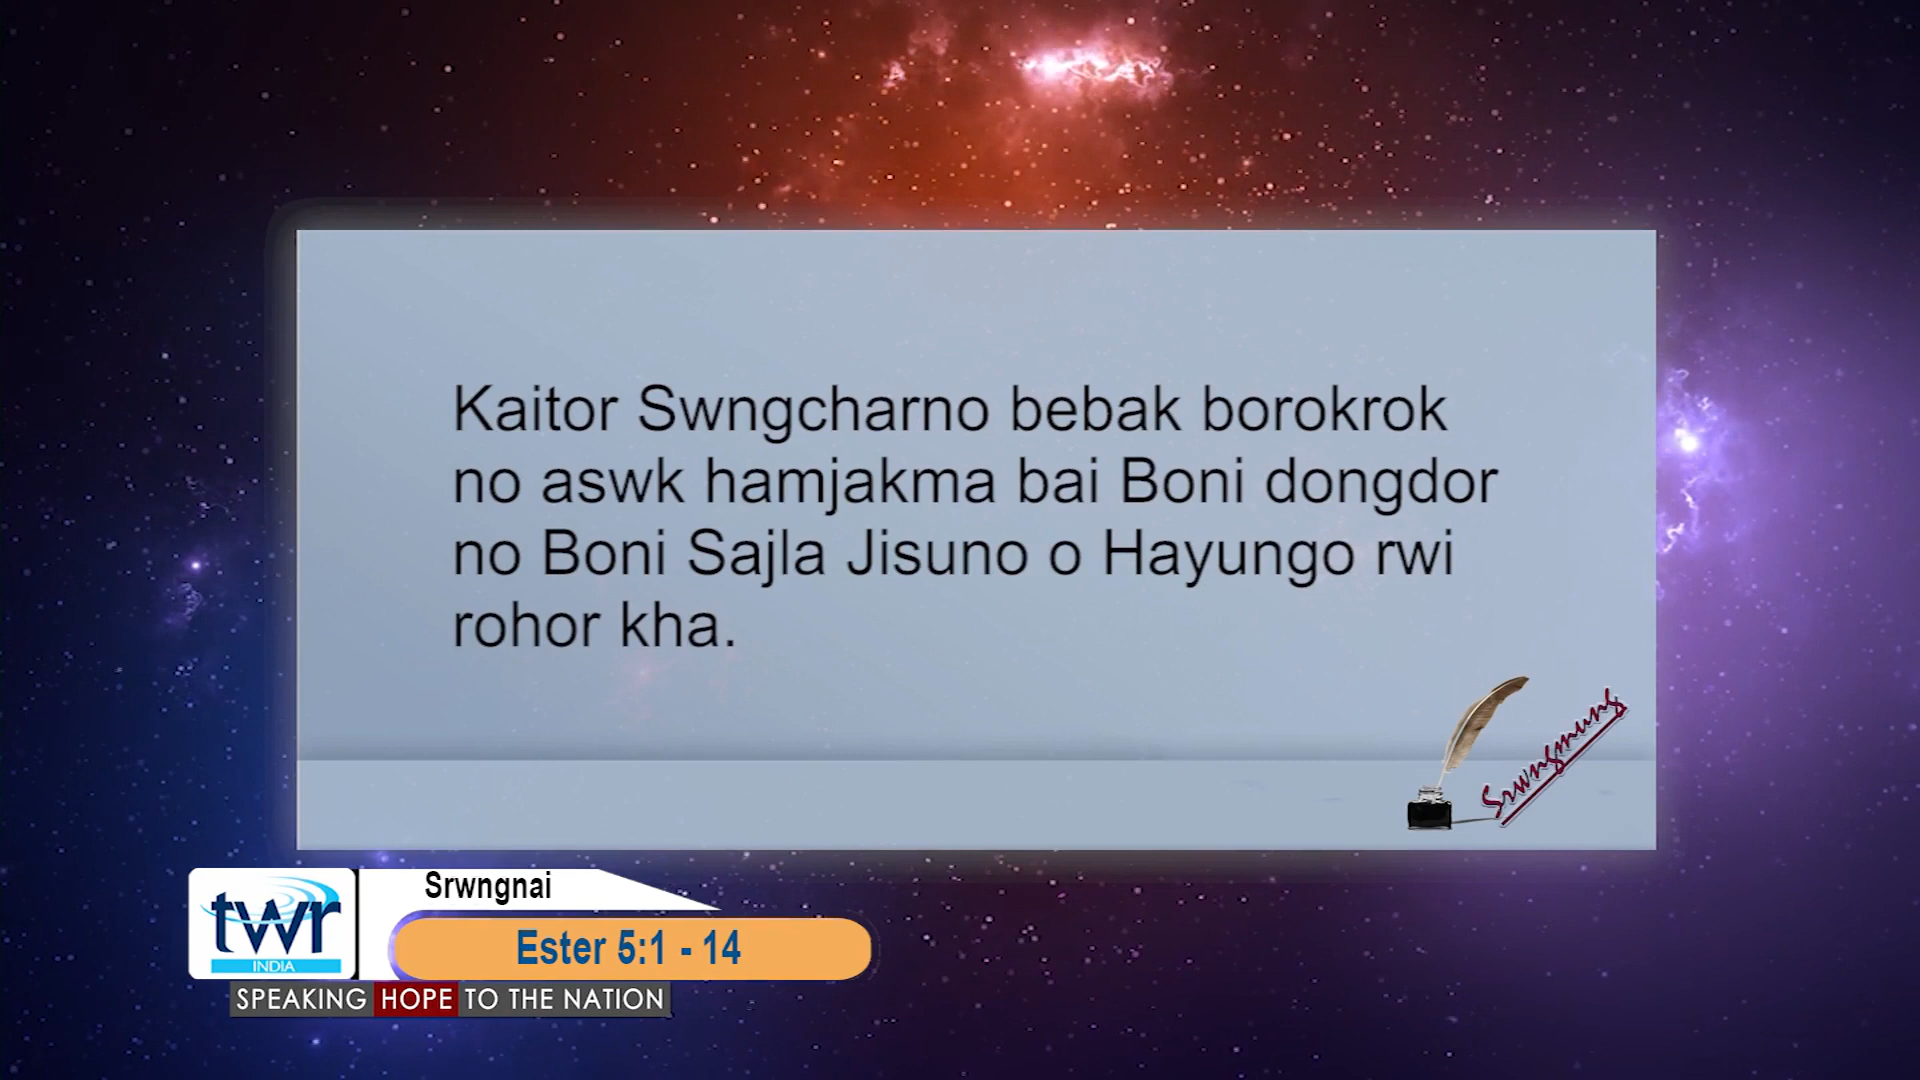 Kaitor Swngcharno bebak borokrok
no aswk hamjakma bai Boni dongdor
no Boni Sajla Jisuno o Hayungo rwi
rohor kha.
Srwngmung
twr
INDIA
Srwngnai
Ester 5:1 - 14
SPEAKING HOPE TO THE NATION